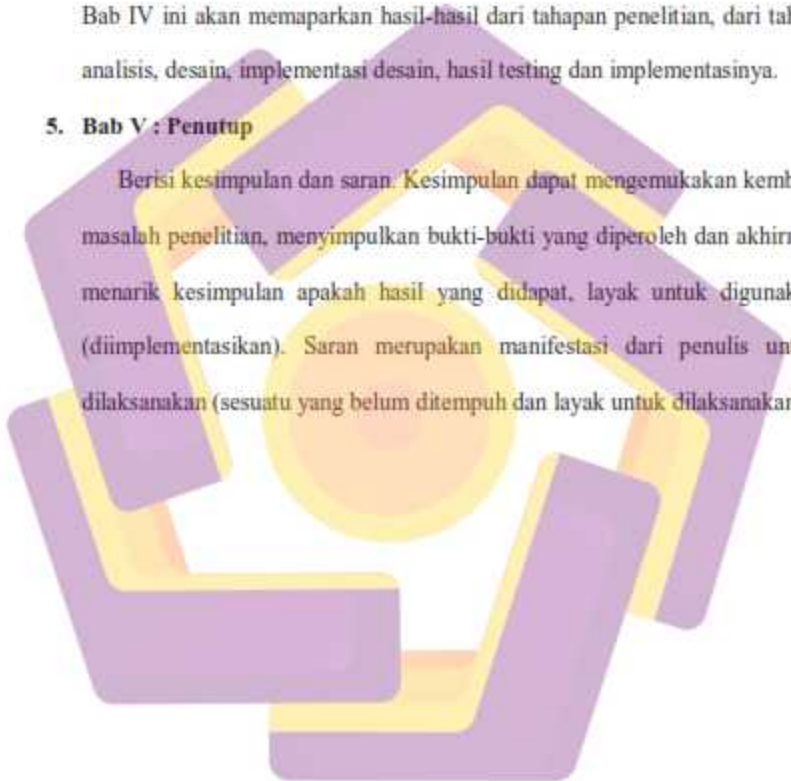 Bab IV ini akan memaparkan hasil-hasil dari tahapan penelitian, dari tah
analisis, desain, implementasi desain, hasil testing dan implementasinya.
5. Bab V : Penutup
Berisi kesimpulan dan saran. Kesimpulan dapat mengemukakan kemb
masalah penelitian, menyimpulkan bukti-bukti yang diperoleh dan akhirn
menarik kesimpulan apakah hasil yang didapat, layak untuk digunak
(diimplementasikan). Saran merupakan manifestasi dari penulis un
dilaksanakan (sesuatu yang belum ditempuh dan layak untuk dilaksanakan